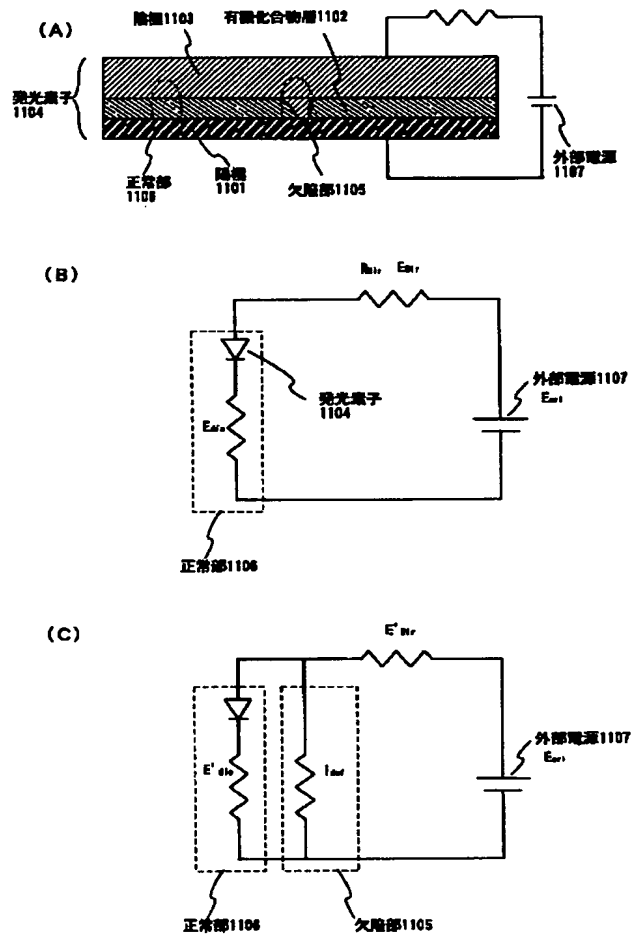 (A)
陰極1103
有機化合物層1102
発光素子
1104
正常部
1106
陽極
1101
欠陥部1105
外部電源
1107
(B)
外部電源1107
発光素子
1104
正常部1106
(C)
外部電源1107
正常部1106
欠陥部1105